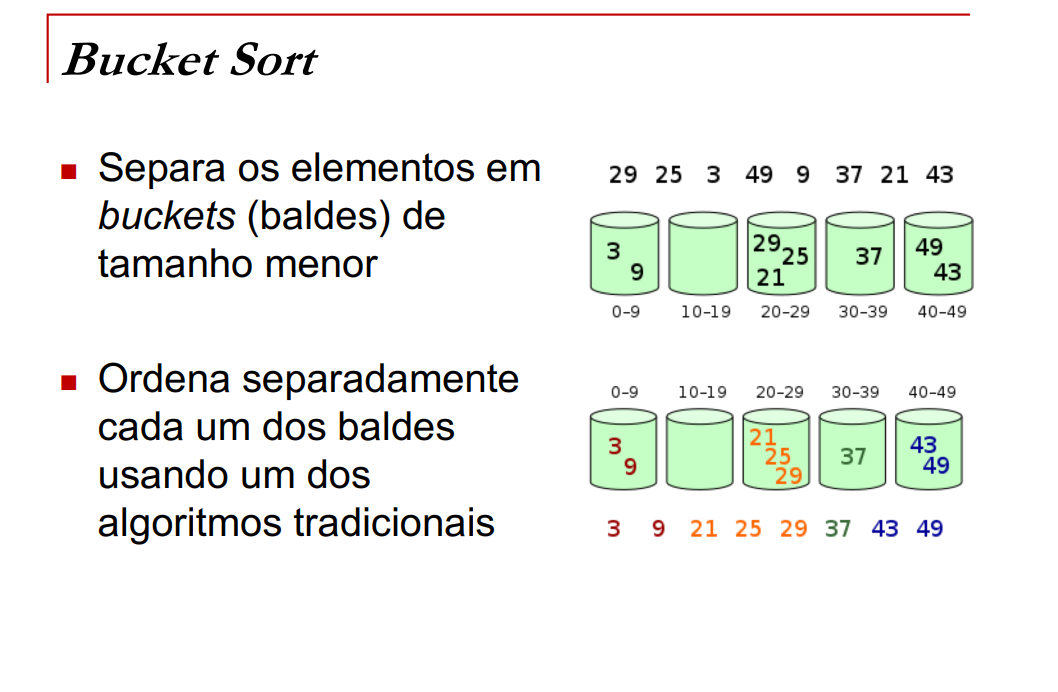 Bucket Sort
■ Separa os elementos em
buckets (baldes) de
tamanho menor
■ Ordena separadamente
cada um dos baldes
usando um dos
algoritmos tradicionais
29 25 3 49 9 37 21 43
3 9 29 25 21 37 49 43
0-9 10-19 20-29 30-39 40-49
0-9 10-19 20-29 30-39 40-49
3 9 21 25 29 37 43 49
3 9 21 25 29 37 43 49